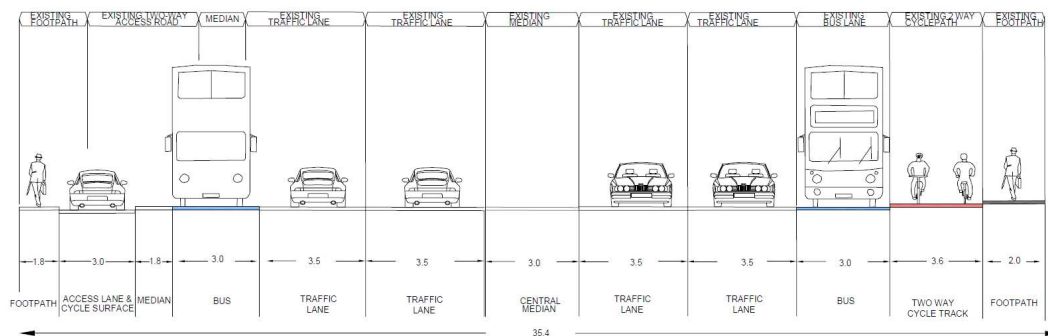 EXISTING FOOTPATH
EXISTING TWO-WAY ACCESS ROAD
MEDIAN
EXISTING TRAFFIC LANE
EXISTING TRAFFIC LANE
EXISTING MEDIAN
EXISTING TRAFFIC LANE
EXISTING TRAFFIC LANE
EXISTING BUS LANE
EXISTING 2 WAY CYCLEPATH
EXISTING FOOTPATH
1.8
3.0
1.8
3.0
3.5
3.5
3.0
3.5
3.5
3.0
3.6
2.0
FOOTPATH
ACCESS LANE & CYCLE SURFACE
MEDIAN
BUS
TRAFFIC LANE
TRAFFIC LANE
CENTRAL MEDIAN
TRAFFIC LANE
TRAFFIC LANE
BUS
TWO WAY CYCLE TRACK
FOOTPATH
35.4